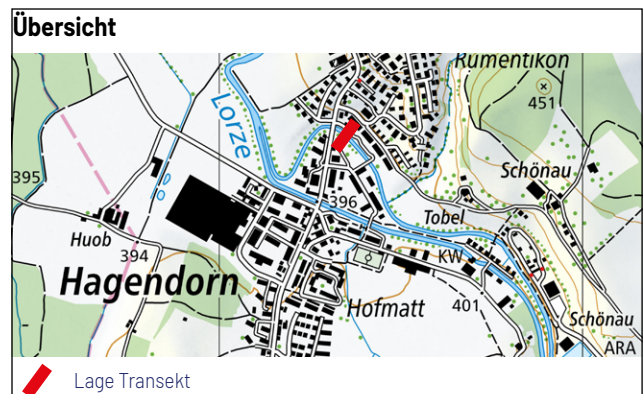 Übersicht
Rumentikon
451
Lorze
Schönau
395
396
Tobel
Huob
394
KW
Hagendorn
Hofmatt
401
Schönau
ARA
Lage Transekt